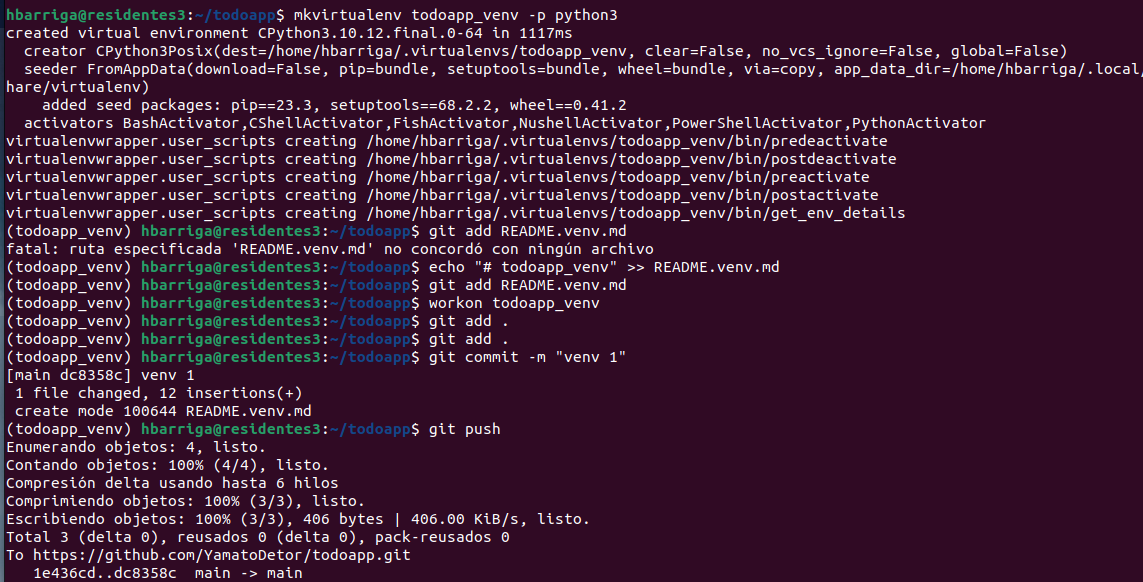 hbarriga@residentes3:~/todoapp$ mkvirtualenv todoapp_venv -p python3
created virtual environment CPython3.10.12.final.0-64 in 1117ms
  creator CPython3Posix(dest=/home/hbarriga/.virtualenvs/todoapp_venv, clear=False, no_vcs_ignore=False, global=False)
  seeder FromAppData(download=False, pip=bundle, setuptools=bundle, wheel=bundle, via=copy, app_data_dir=/home/hbarriga/.local/
hare/virtualenv)
    added seed packages: pip==23.3, setuptools==68.2.2, wheel==0.41.2
  activators BashActivator,CShellActivator,FishActivator,NushellActivator,PowerShellActivator,PythonActivator
virtualenvwrapper.user_scripts creating /home/hbarriga/.virtualenvs/todoapp_venv/bin/predeactivate
virtualenvwrapper.user_scripts creating /home/hbarriga/.virtualenvs/todoapp_venv/bin/postdeactivate
virtualenvwrapper.user_scripts creating /home/hbarriga/.virtualenvs/todoapp_venv/bin/preactivate
virtualenvwrapper.user_scripts creating /home/hbarriga/.virtualenvs/todoapp_venv/bin/postactivate
virtualenvwrapper.user_scripts creating /home/hbarriga/.virtualenvs/todoapp_venv/bin/get_env_details
(todoapp_venv) hbarriga@residentes3:~/todoapp$ git add README.venv.md
fatal: ruta especificada 'README.venv.md' no concordó con ningún archivo
(todoapp_venv) hbarriga@residentes3:~/todoapp$ echo "# todoapp_venv" >> README.venv.md
(todoapp_venv) hbarriga@residentes3:~/todoapp$ git add README.venv.md
(todoapp_venv) hbarriga@residentes3:~/todoapp$ workon todoapp_venv
(todoapp_venv) hbarriga@residentes3:~/todoapp$ git add .
(todoapp_venv) hbarriga@residentes3:~/todoapp$ git add .
(todoapp_venv) hbarriga@residentes3:~/todoapp$ git commit -m "venv 1"
[main dc8358c] venv 1
 1 file changed, 12 insertions(+)
 create mode 100644 README.venv.md
(todoapp_venv) hbarriga@residentes3:~/todoapp$ git push
Enumerando objetos: 4, listo.
Contando objetos: 100% (4/4), listo.
Compresión delta usando hasta 6 hilos
Comprimiendo objetos: 100% (3/3), listo.
Escribiendo objetos: 100% (3/3), 406 bytes | 406.00 KiB/s, listo.
Total 3 (delta 0), reusados 0 (delta 0), pack-reusados 0
To https://github.com/YamatoDetor/todoapp.git
   1e436cd..dc8358c  main -> main